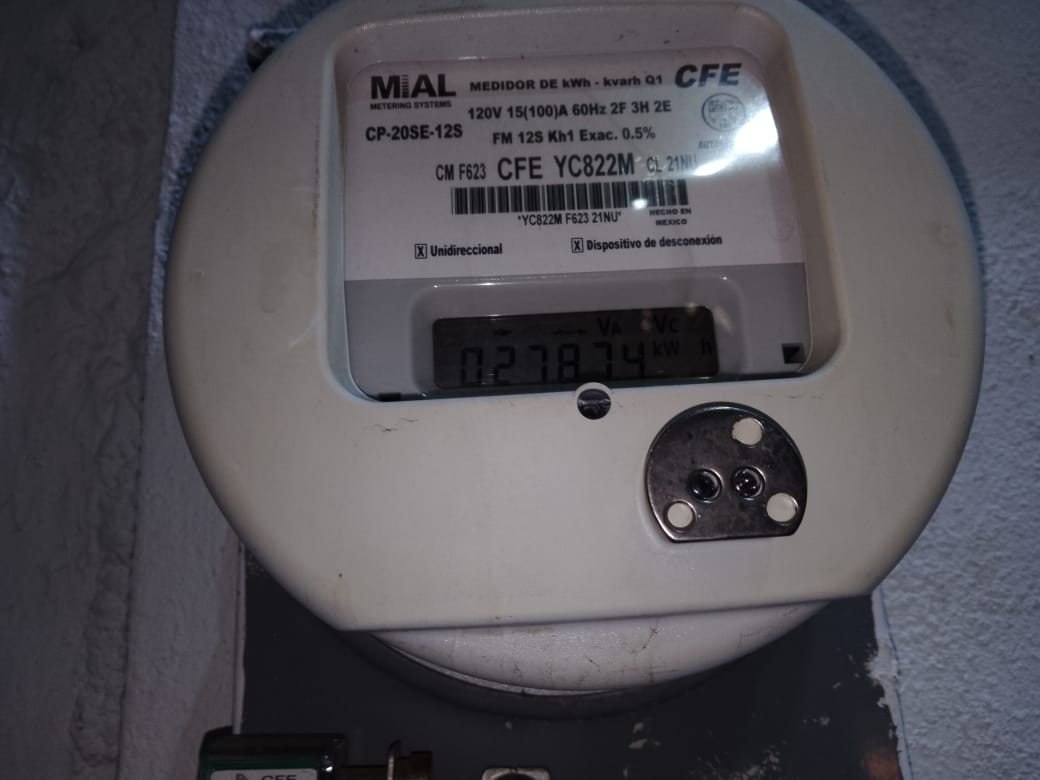 MIAL
METERING SYSTEMS
MEDIDOR DE kWh - kvarh Q1
CFE
120V 15(100)A 60Hz 2F 3H 2E
CP-20SE-12S
FM 12S Kh1 Exac. 0.5%
CM F623 CFE YC822M CL 21NU
*YC822M F623 21NU*
HECHO EN
MEXICO
X Unidireccional
X Dispositivo de desconexión
VA VC
027874 kW h
CFE